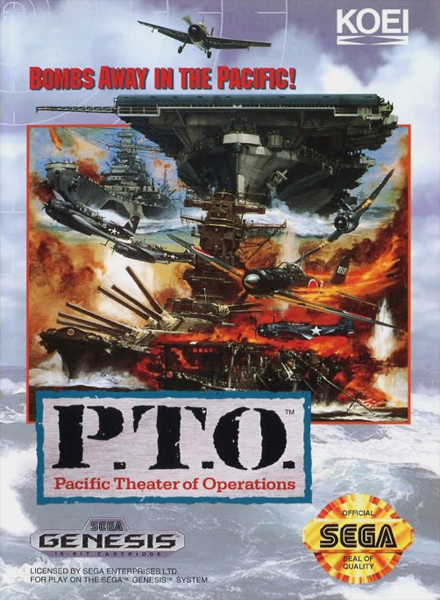 KOEI
BOMBS AWAY IN THE PACIFIC!
P.T.O.™
Pacific Theater of Operations
SEGA
GENESIS
16-BIT CARTRIDGE
LICENSED BY SEGA ENTERPRISES LTD.
FOR PLAY ON THE SEGA™ GENESIS™ SYSTEM.
OFFICIAL
SEGA
SEAL OF
QUALITY